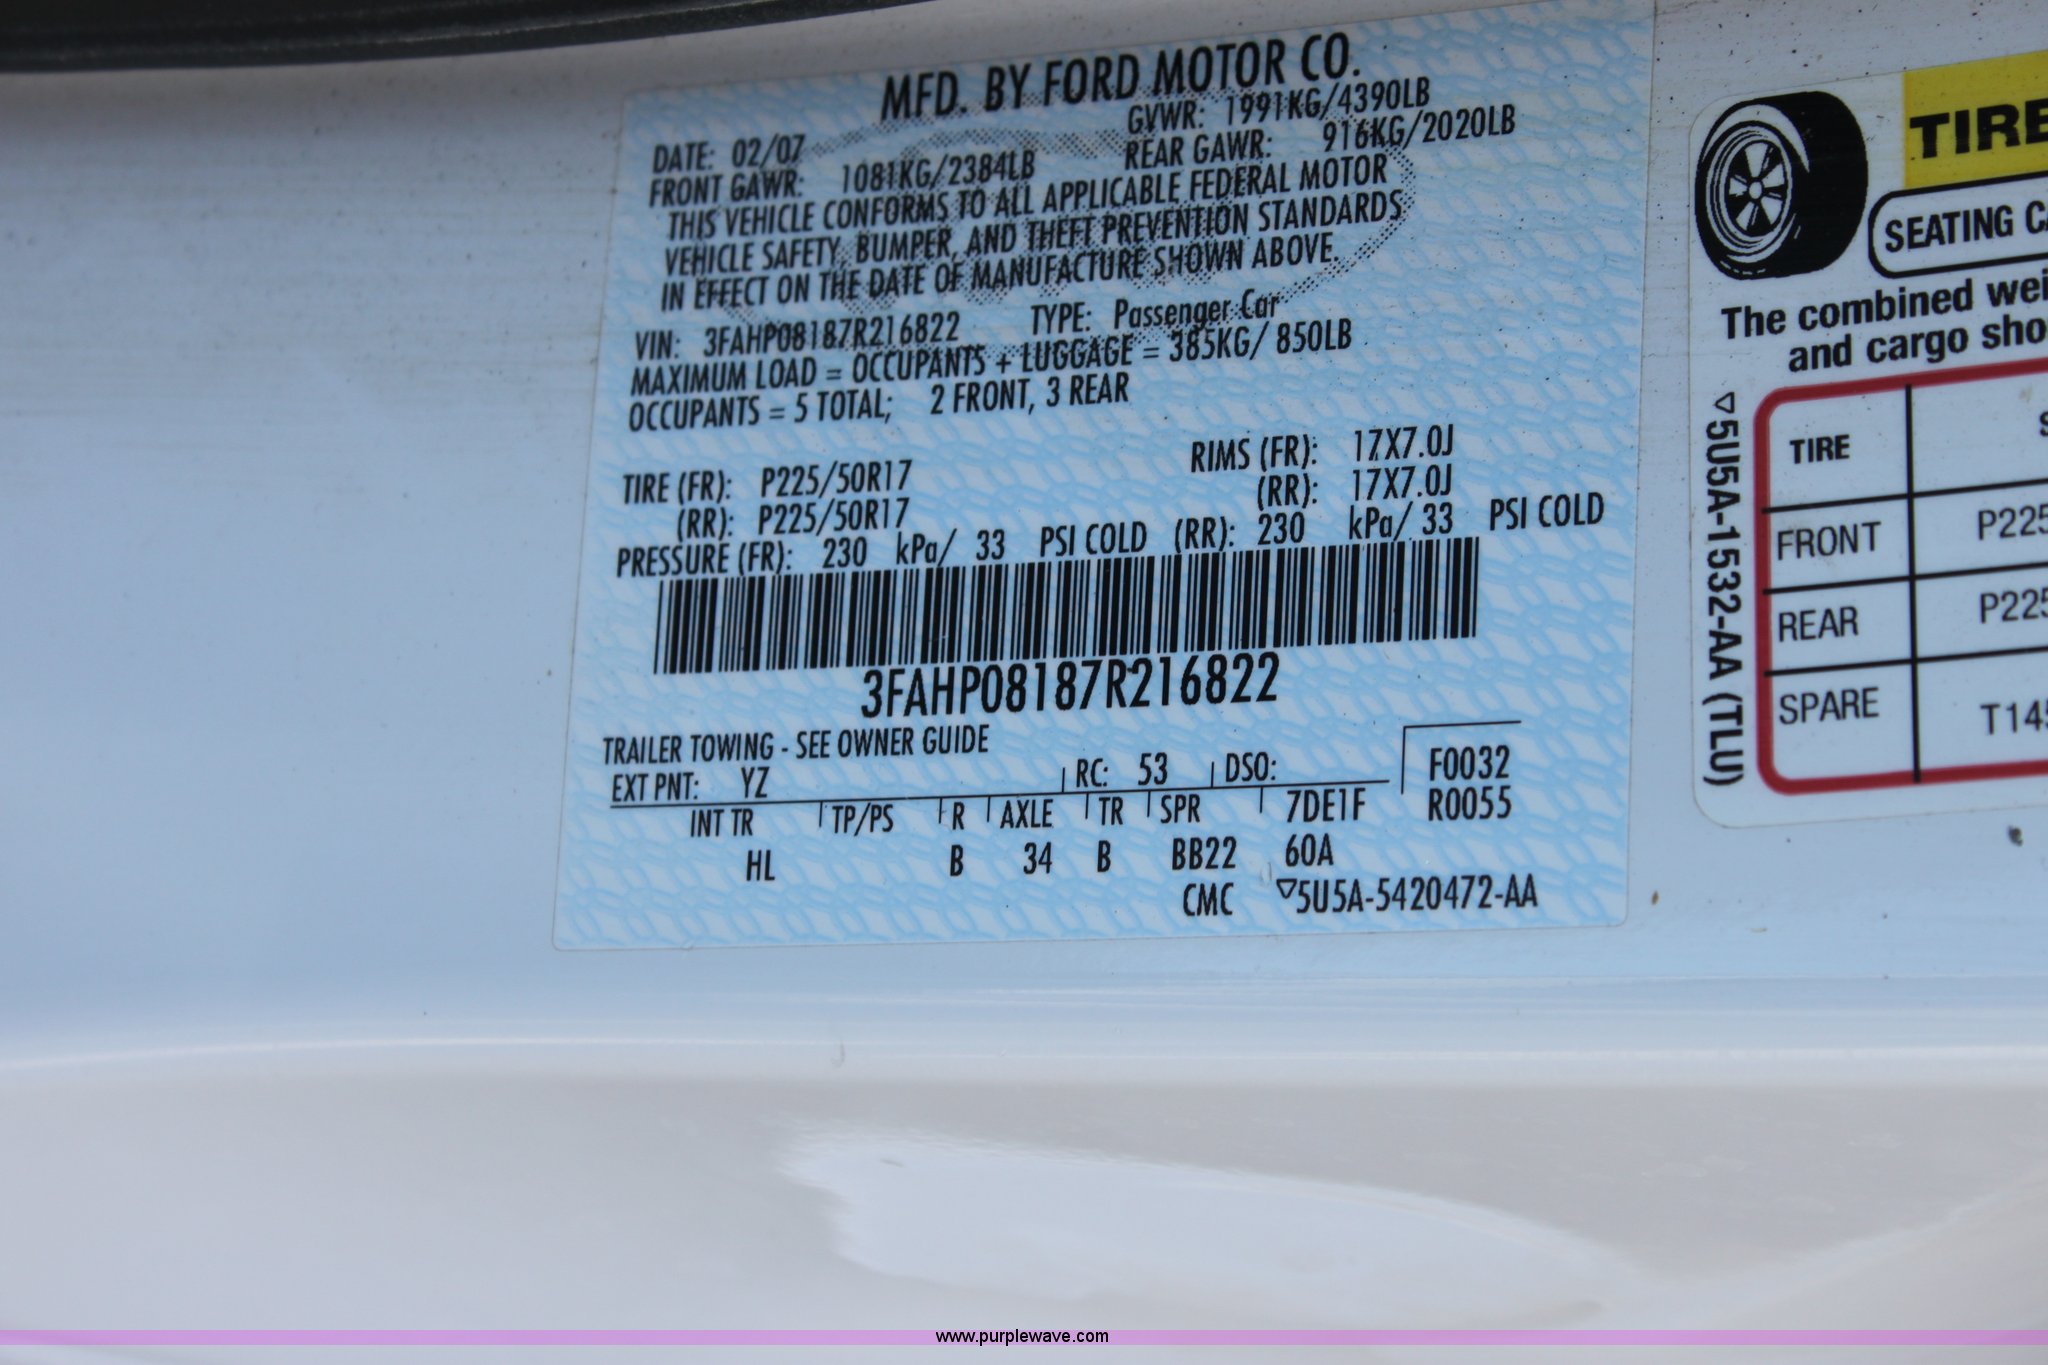 MFD. BY FORD MOTOR CO.
DATE: 02/07 GVWR: 1991KG/4390LB
FRONT GAWR: 1081KG/2384LB REAR GAWR: 916KG/2020LB
THIS VEHICLE CONFORMS TO ALL APPLICABLE FEDERAL MOTOR
VEHICLE SAFETY, BUMPER, AND THEFT PREVENTION STANDARDS
IN EFFECT ON THE DATE OF MANUFACTURE SHOWN ABOVE.
VIN: 3FAHP08187R216822 TYPE: Passenger Car
MAXIMUM LOAD = OCCUPANTS + LUGGAGE = 385KG/ 850LB
OCCUPANTS = 5 TOTAL; 2 FRONT, 3 REAR
TIRE (FR): P225/50R17 RIMS (FR): 17X7.0J
(RR): P225/50R17 (RR): 17X7.0J
PRESSURE (FR): 230 kPa/ 33 PSI COLD (RR): 230 kPa/ 33 PSI COLD
3FAHP08187R216822
TRAILER TOWING - SEE OWNER GUIDE
EXT PNT: YZ RC: 53 DSO: F0032
INT TR TP/PS R AXLE TR SPR 7DE1F R0055
HL B 34 B BB22 60A
CMC ▽5U5A-5420472-AA
TIRE
SEATING CA
The combined wei
and cargo sho
▽5U5A-1532-AA (TLU)
TIRE S
FRONT P225
REAR P225
SPARE T145
www.purplewave.com